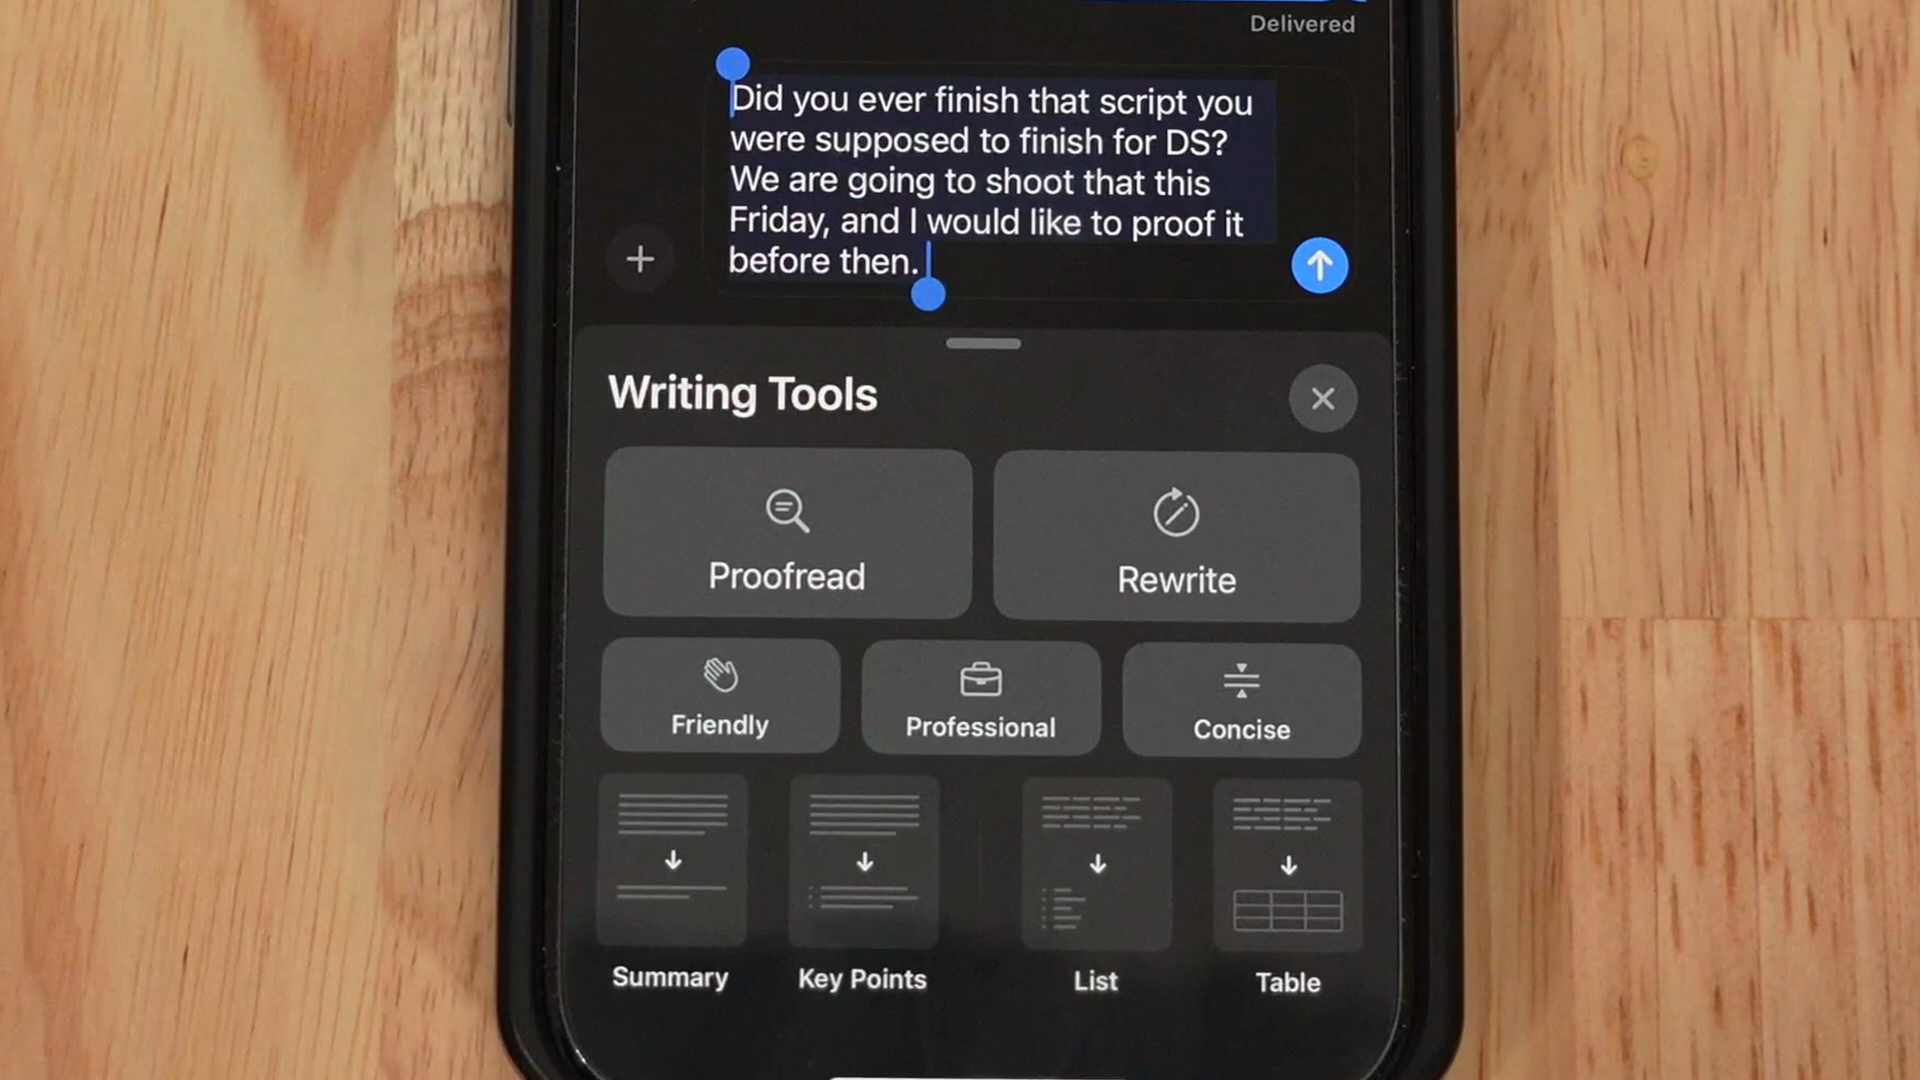 Delivered
Did you ever finish that script you
were supposed to finish for DS?
We are going to shoot that this
Friday, and I would like to proof it
before then.
Writing Tools
Proofread
Rewrite
Friendly
Professional
Concise
Summary
Key Points
List
Table